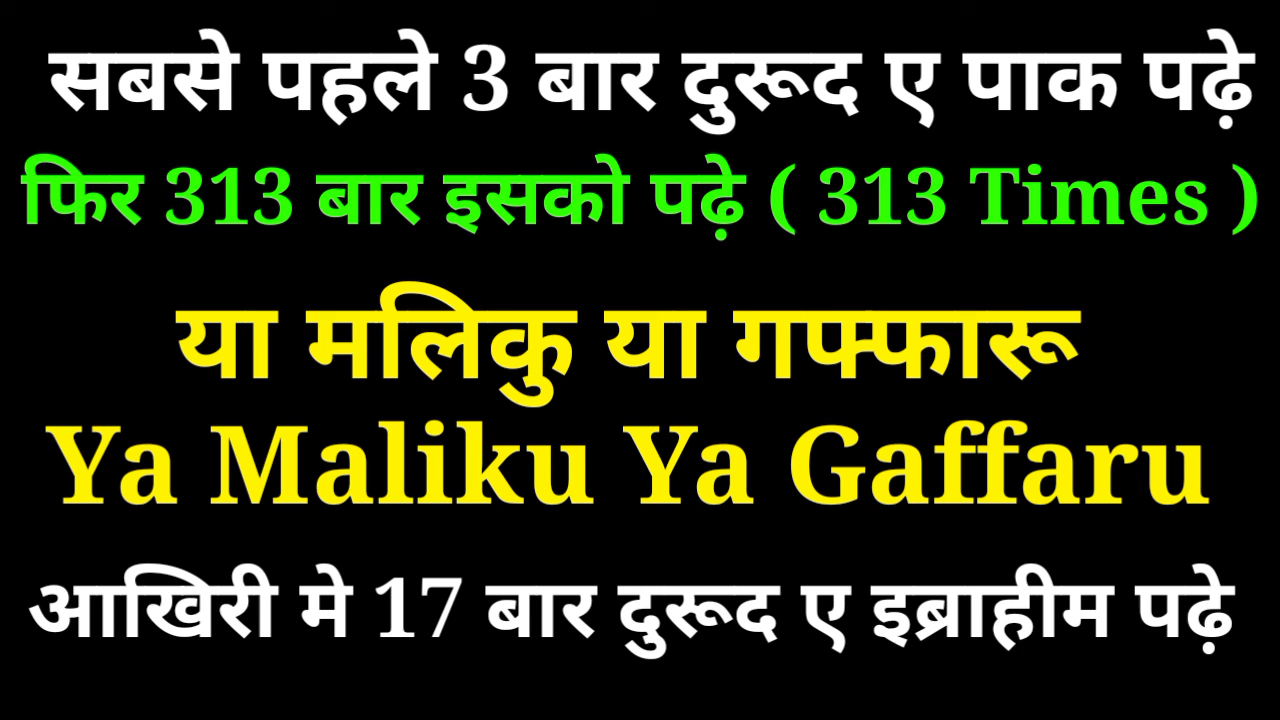 सबसे पहले 3 बार दुरूद ए पाक पढ़े
फिर 313 बार इसको पढ़े ( 313 Times )
या मलिकु या गफ्फारू
Ya Maliku Ya Gaffaru
आखिरी मे 17 बार दुरूद ए इब्राहीम पढ़े